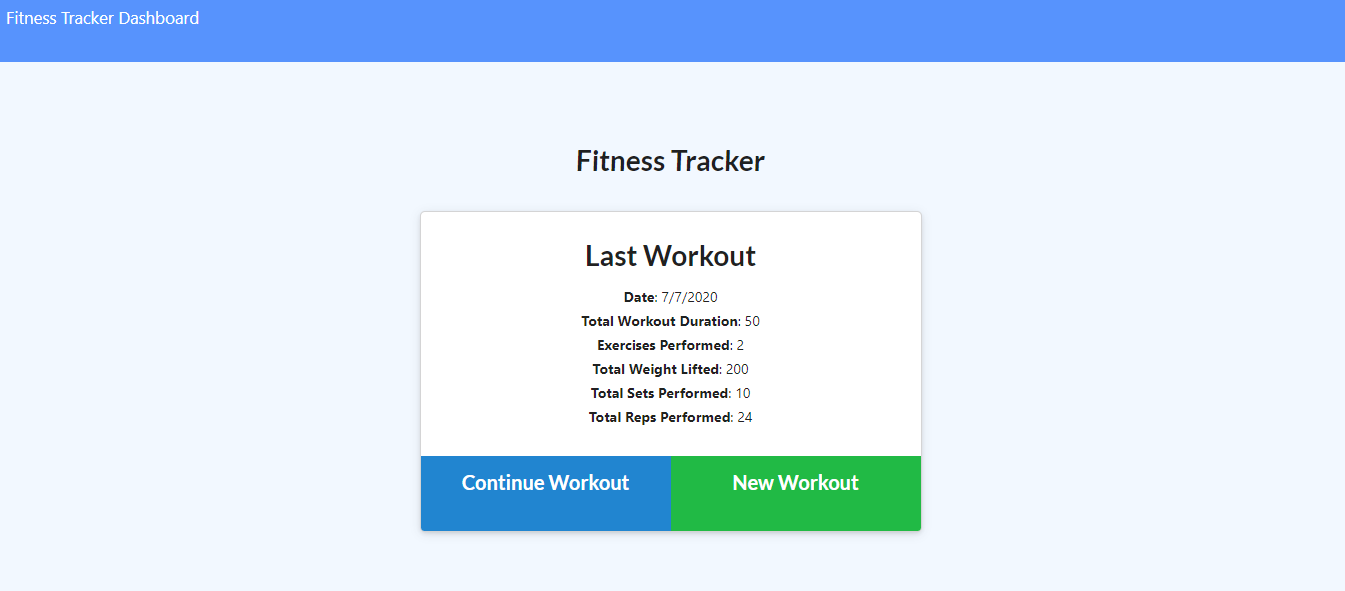 Fitness Tracker Dashboard
Fitness Tracker
Last Workout
Date: 7/7/2020
Total Workout Duration: 50
Exercises Performed: 2
Total Weight Lifted: 200
Total Sets Performed: 10
Total Reps Performed: 24
Continue Workout
New Workout